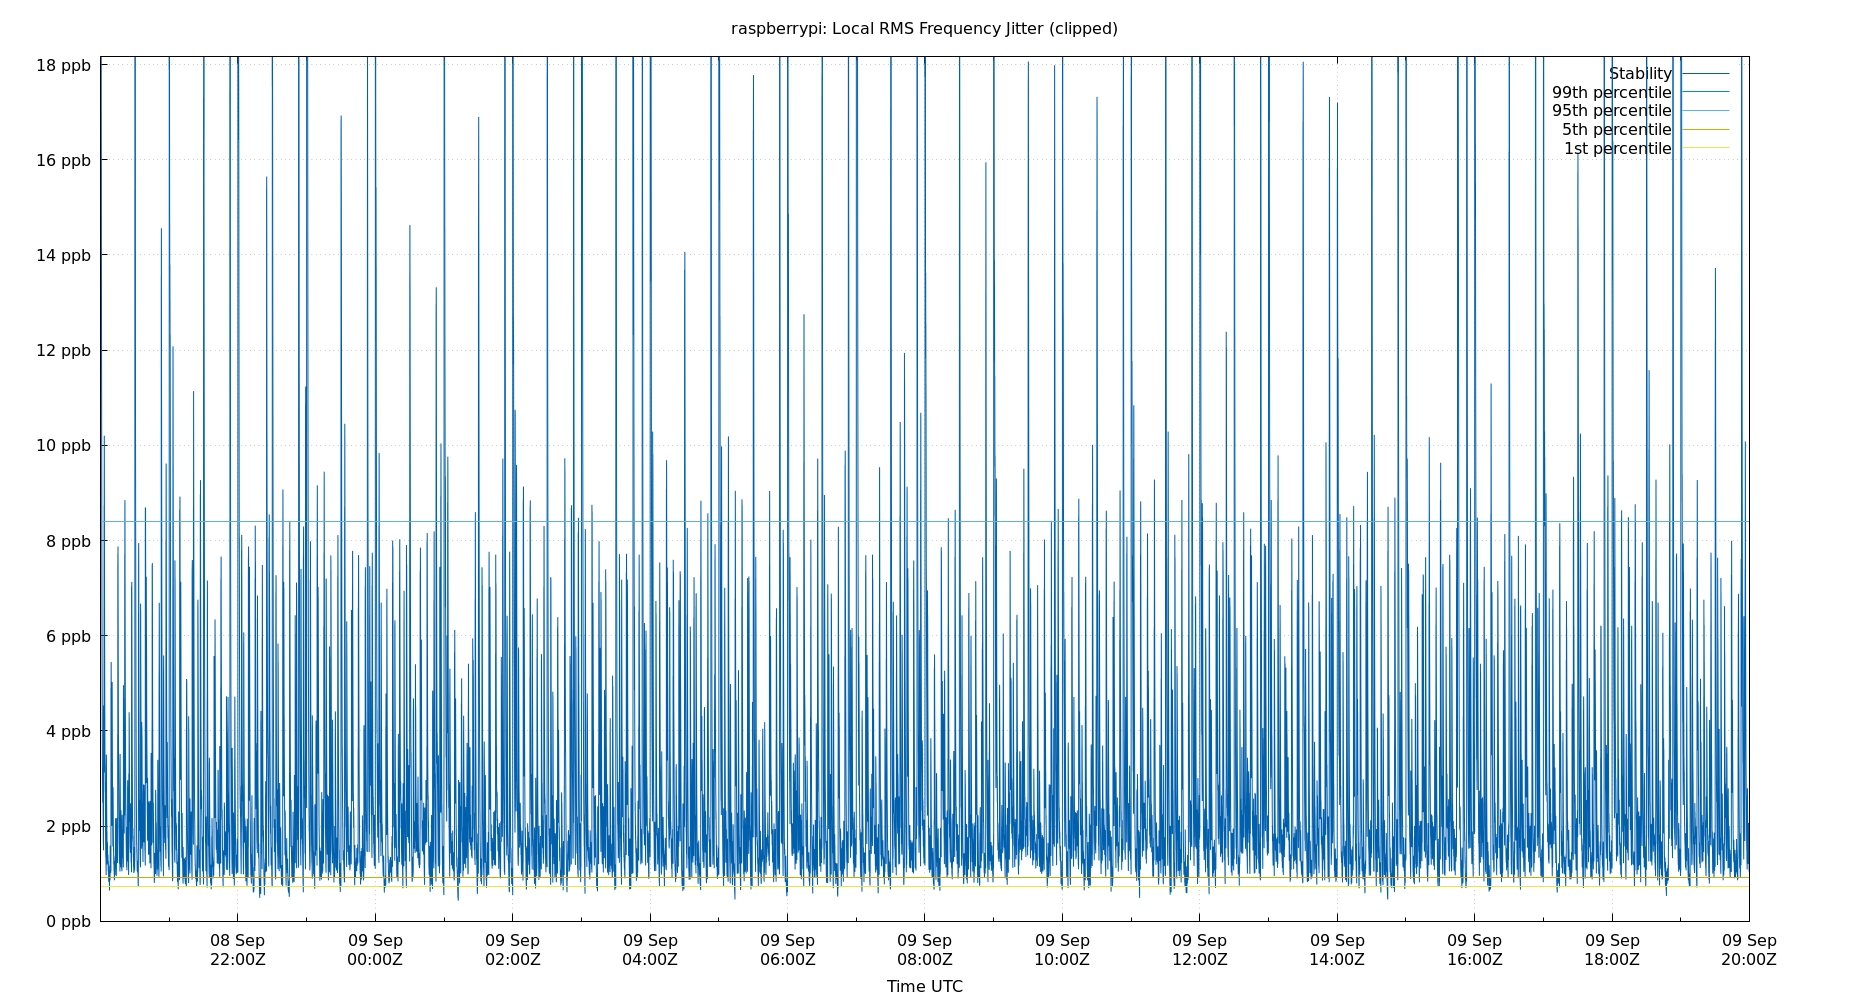 raspberrypi: Local RMS Frequency Jitter (clipped)
18 ppb
16 ppb
14 ppb
12 ppb
10 ppb
8 ppb
6 ppb
4 ppb
2 ppb
0 ppb
Stability
99th percentile
95th percentile
5th percentile
1st percentile
08 Sep 09 Sep 09 Sep 09 Sep 09 Sep 09 Sep 09 Sep 09 Sep 09 Sep 09 Sep 09 Sep 09 Sep
22:00Z 00:00Z 02:00Z 04:00Z 06:00Z 08:00Z 10:00Z 12:00Z 14:00Z 16:00Z 18:00Z 20:00Z
Time UTC